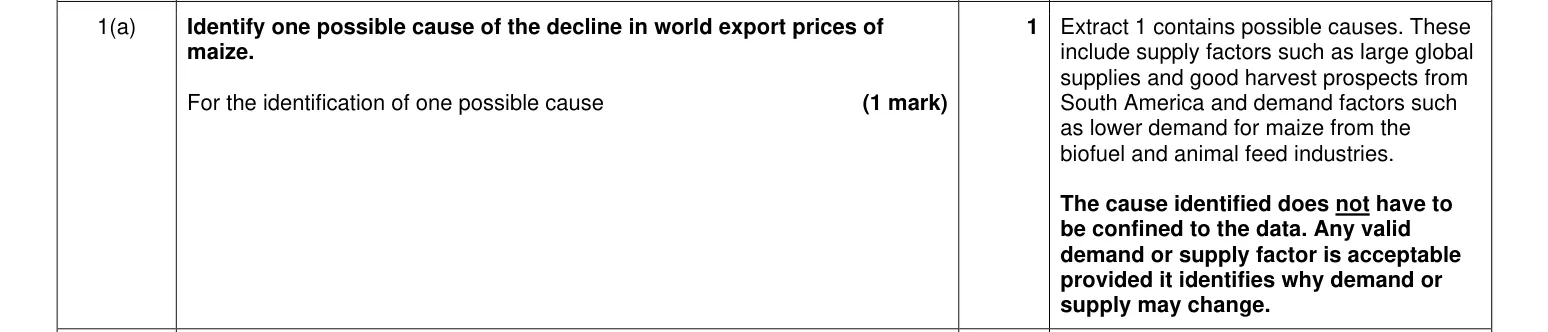 1(a)
Identify one possible cause of the decline in world export prices of
maize.
For the identification of one possible cause (1 mark)
1
Extract 1 contains possible causes. These
include supply factors such as large global
supplies and good harvest prospects from
South America and demand factors such
as lower demand for maize from the
biofuel and animal feed industries.
The cause identified does not have to
be confined to the data. Any valid
demand or supply factor is acceptable
provided it identifies why demand or
supply may change.